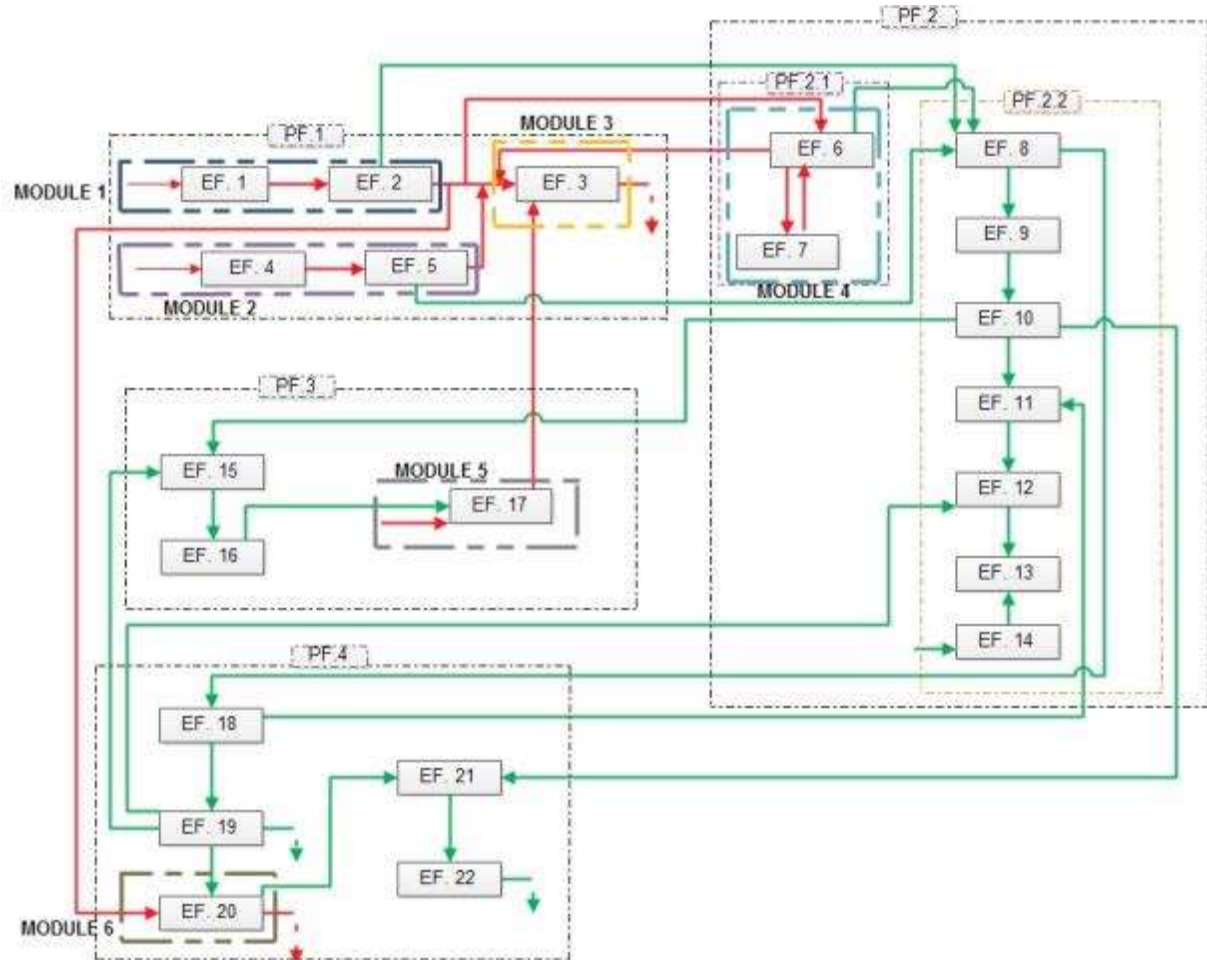 PF.2
PF.2.1
PF.2.2
PF.1
MODULE 3
EF. 6
EF. 8
MODULE 1
EF. 1
EF. 2
EF. 3
EF. 9
EF. 7
EF. 4
EF. 5
MODULE 4
MODULE 2
EF. 10
PF.3
EF. 11
EF. 15
MODULE 5
EF. 12
EF. 17
EF. 16
EF. 13
EF. 14
PF.4
EF. 18
EF. 21
EF. 19
EF. 22
EF. 20
MODULE 6